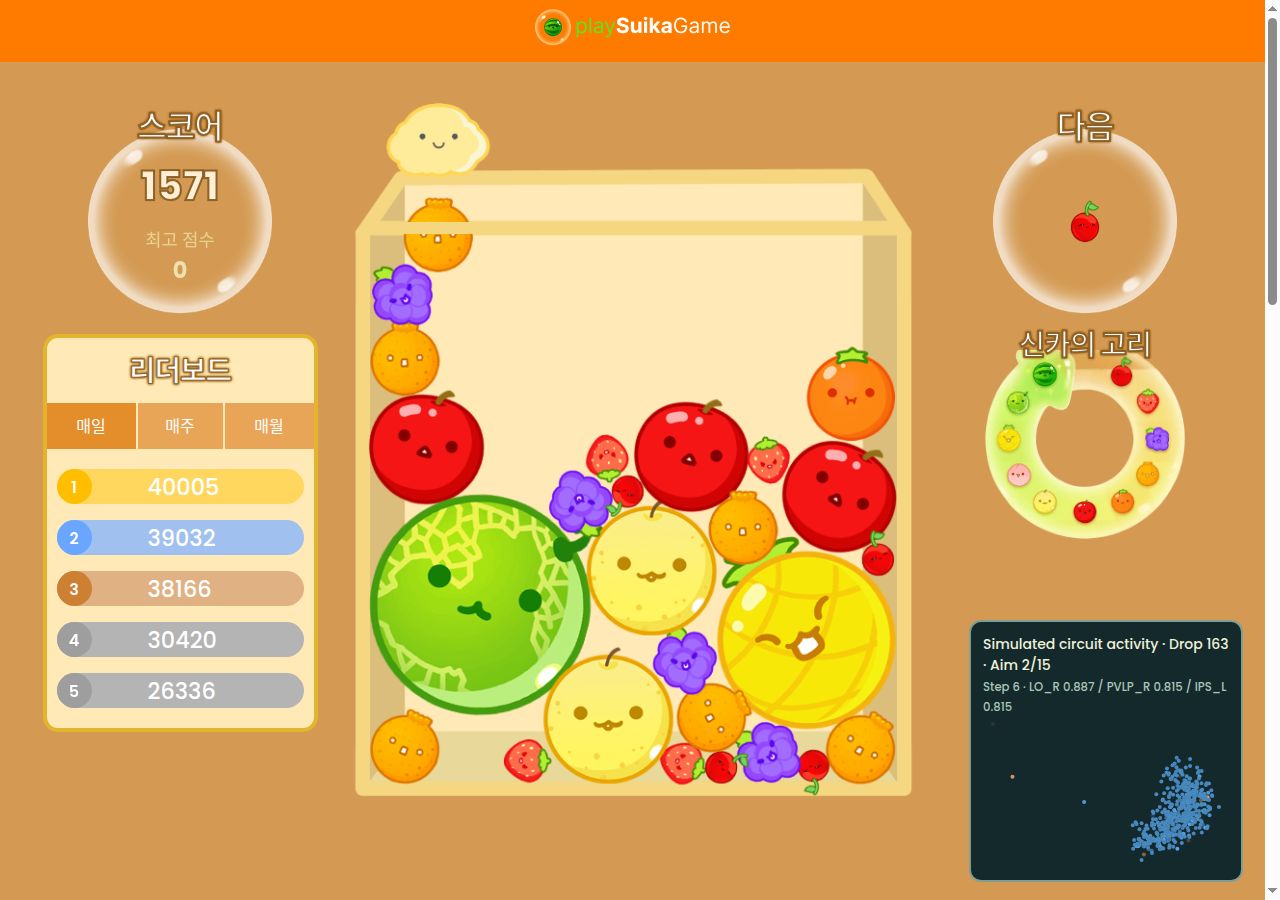 playSuikaGame
스코어
1571
최고 점수
0
다음
신카의 고리
리더보드
매일 매주 매월
1 40005
2 39032
3 38166
4 30420
5 26336
Simulated circuit activity · Drop 163
· Aim 2/15
Step 6 · LO_R 0.887 / PVLP_R 0.815 / IPS_L
0.815